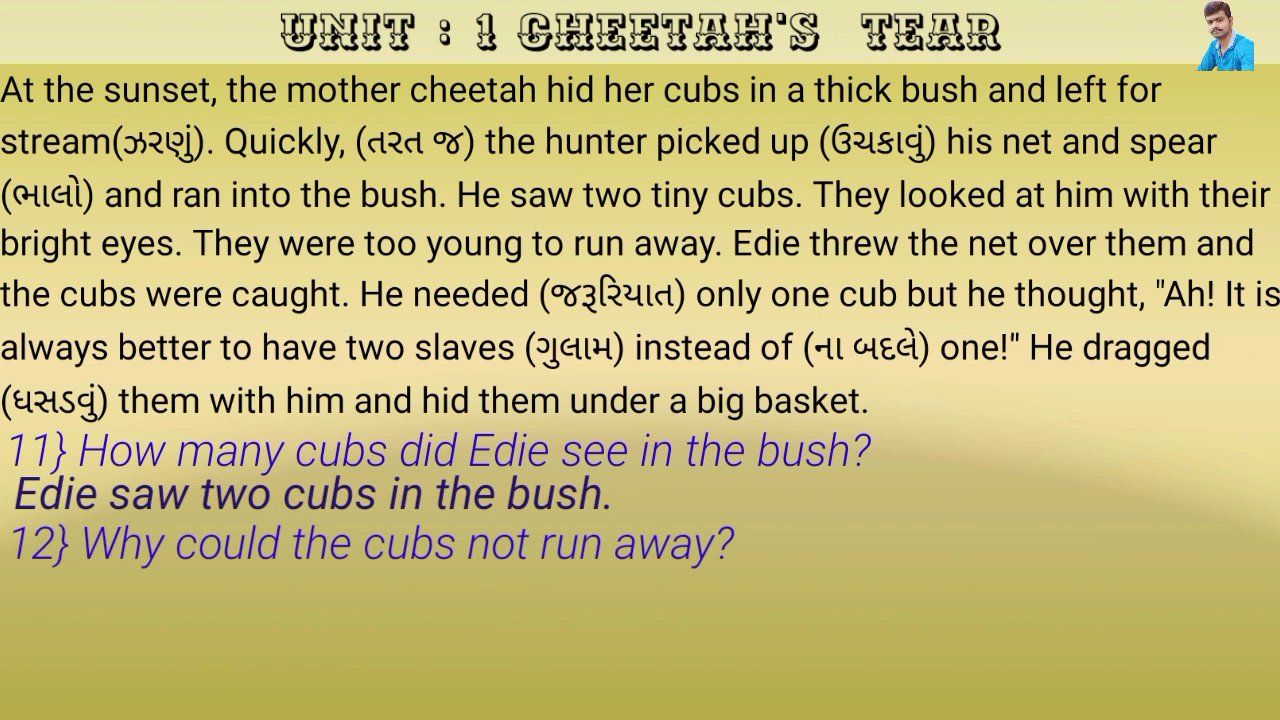 UNIT : 1 CHEETAH'S TEAR
At the sunset, the mother cheetah hid her cubs in a thick bush and left for
stream(ઝરણું). Quickly, (તરત જ) the hunter picked up (ઉચકાવું) his net and spear
(ભાલો) and ran into the bush. He saw two tiny cubs. They looked at him with their
bright eyes. They were too young to run away. Edie threw the net over them and
the cubs were caught. He needed (જરૂરિયાત) only one cub but he thought, "Ah! It is
always better to have two slaves (ગુલામ) instead of (ના બદલે) one!" He dragged
(ધસડવું) them with him and hid them under a big basket.
11} How many cubs did Edie see in the bush?
Edie saw two cubs in the bush.
12} Why could the cubs not run away?